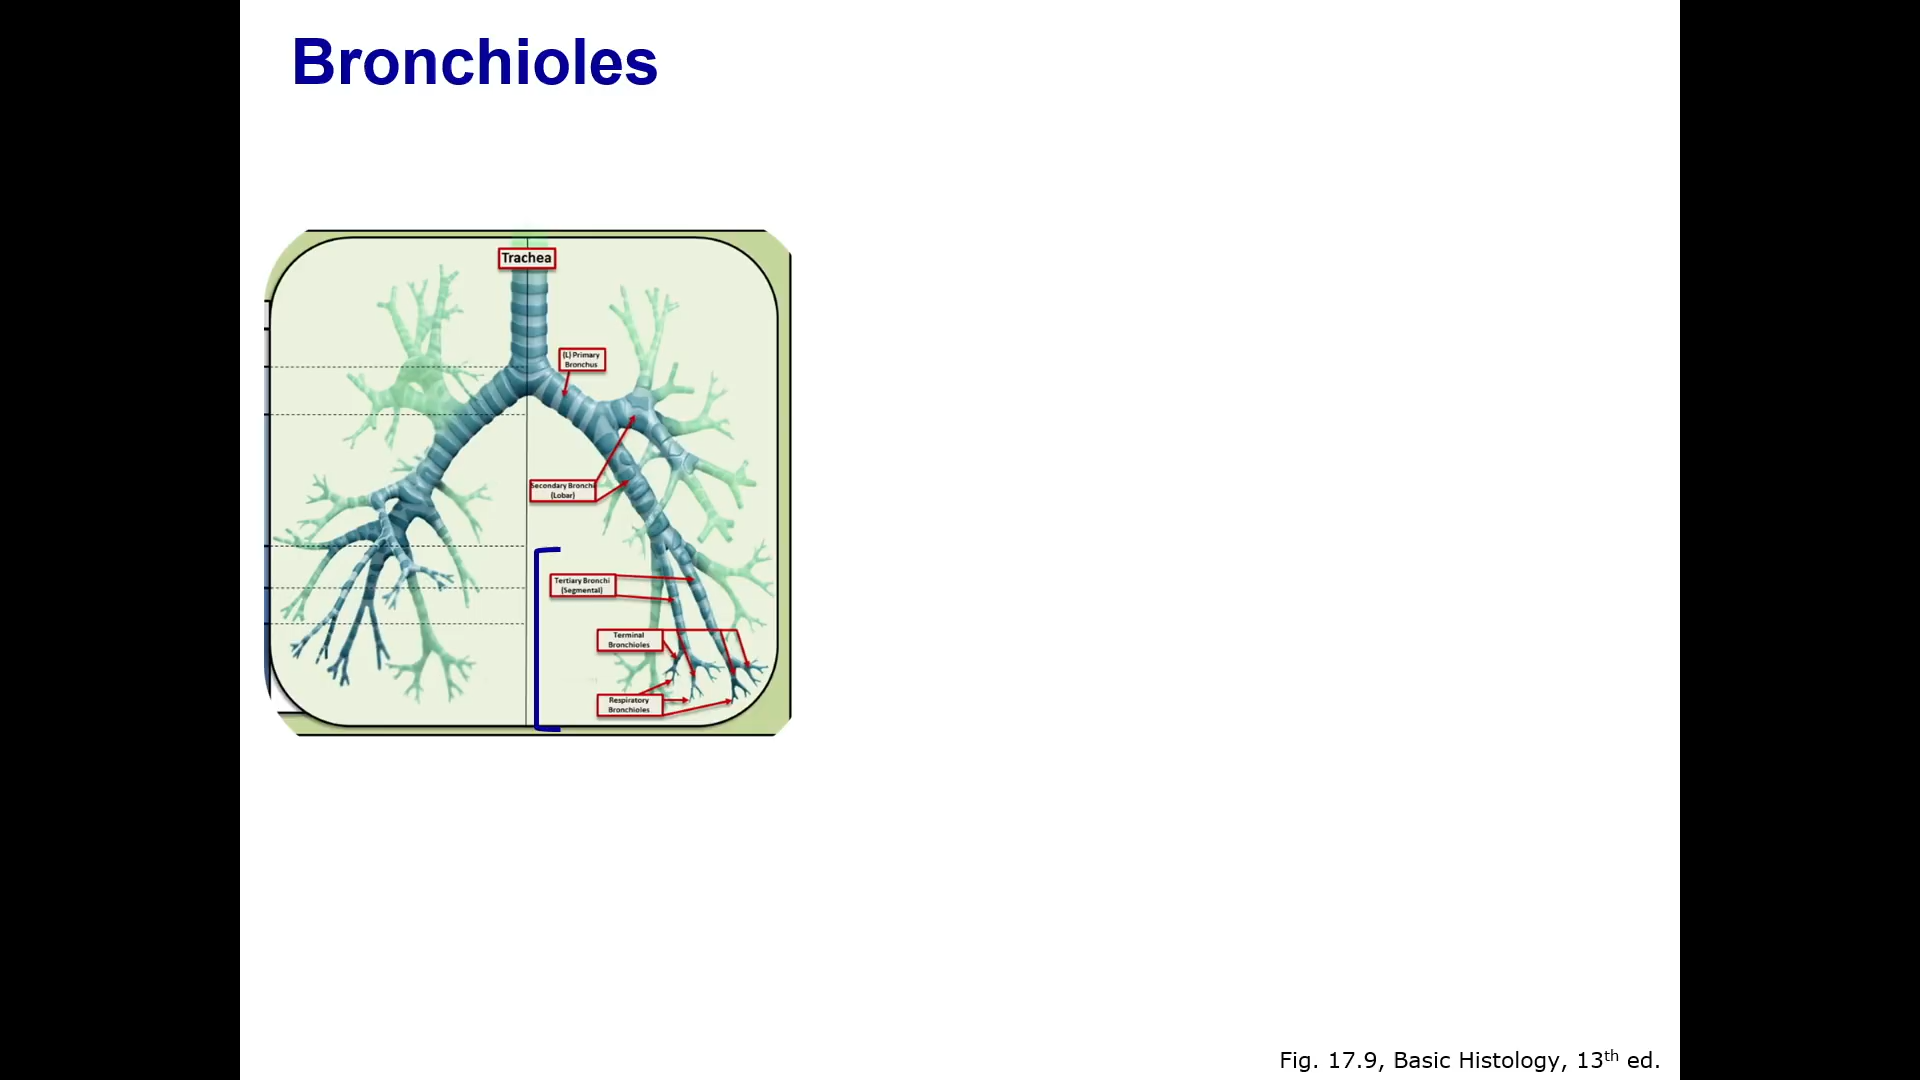 Bronchioles
Trachea
(L) Primary
Bronchus
Secondary Bronchi
(Lobar)
Tertiary Bronchi
(Segmental)
Terminal
Bronchioles
Respiratory
Bronchioles
Fig. 17.9, Basic Histology, 13th ed.